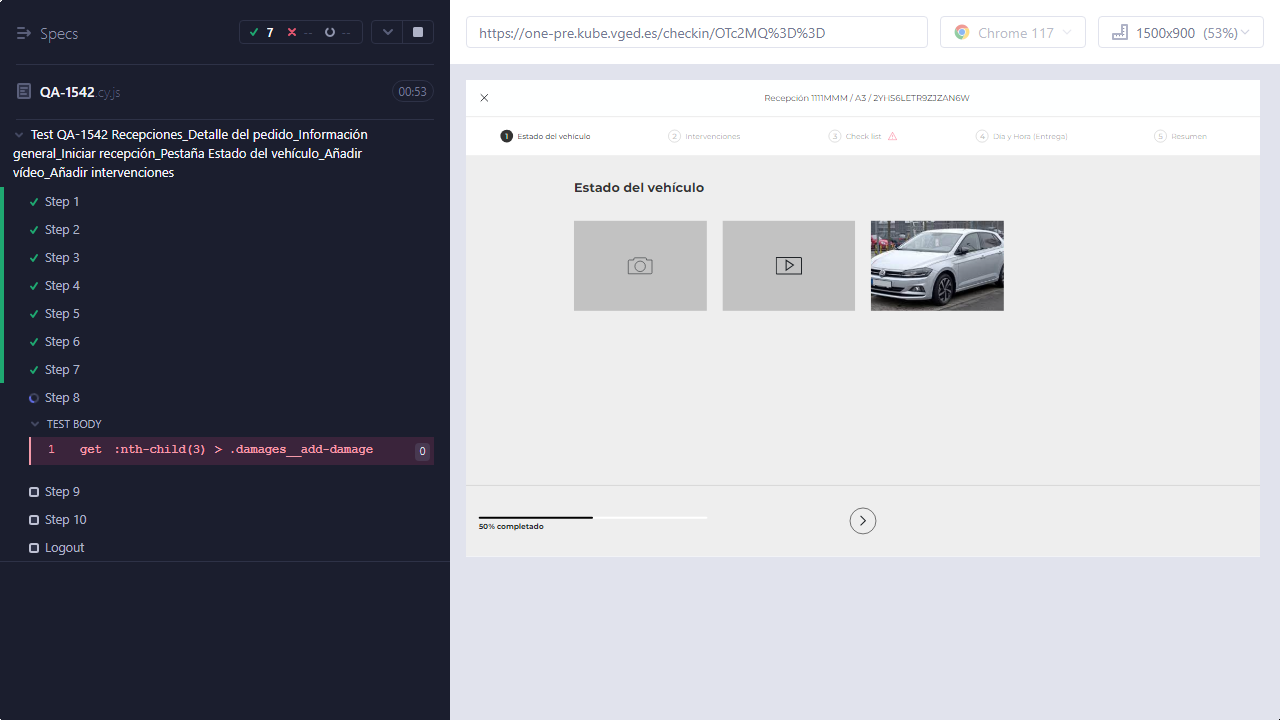 Specs
7
--
--
QA-1542.cy.js
00:53
Test QA-1542 Recepciones_Detalle del pedido_Información
general_Iniciar recepción_Pestaña Estado del vehículo_Añadir
vídeo_Añadir intervenciones
Step 1
Step 2
Step 3
Step 4
Step 5
Step 6
Step 7
Step 8
TEST BODY
1 get :nth-child(3) > .damages__add-damage 0
Step 9
Step 10
Logout
https://one-pre.kube.vged.es/checkin/OTc2MQ%3D%3D
Chrome 117
1500x900 (53%)
Recepción 1111MMM / A3 / 2YHS6LETR9ZJZAN6W
1 Estado del vehículo
2 Intervenciones
3 Check list
4 Día y Hora (Entrega)
5 Resumen
Estado del vehículo
50% completado